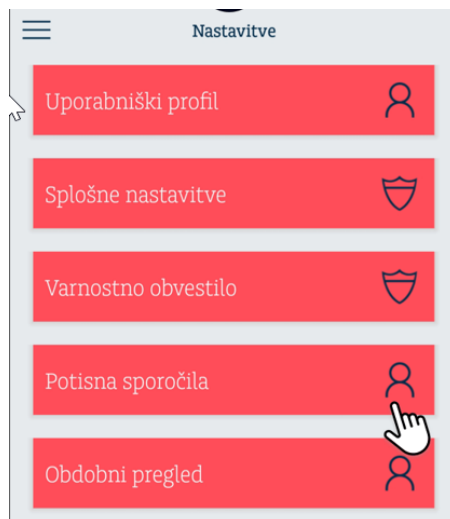 Nastavitve
Uporabniški profil
Splošne nastavitve
Varnostno obvestilo
Potisna sporočila
Obdobni pregled